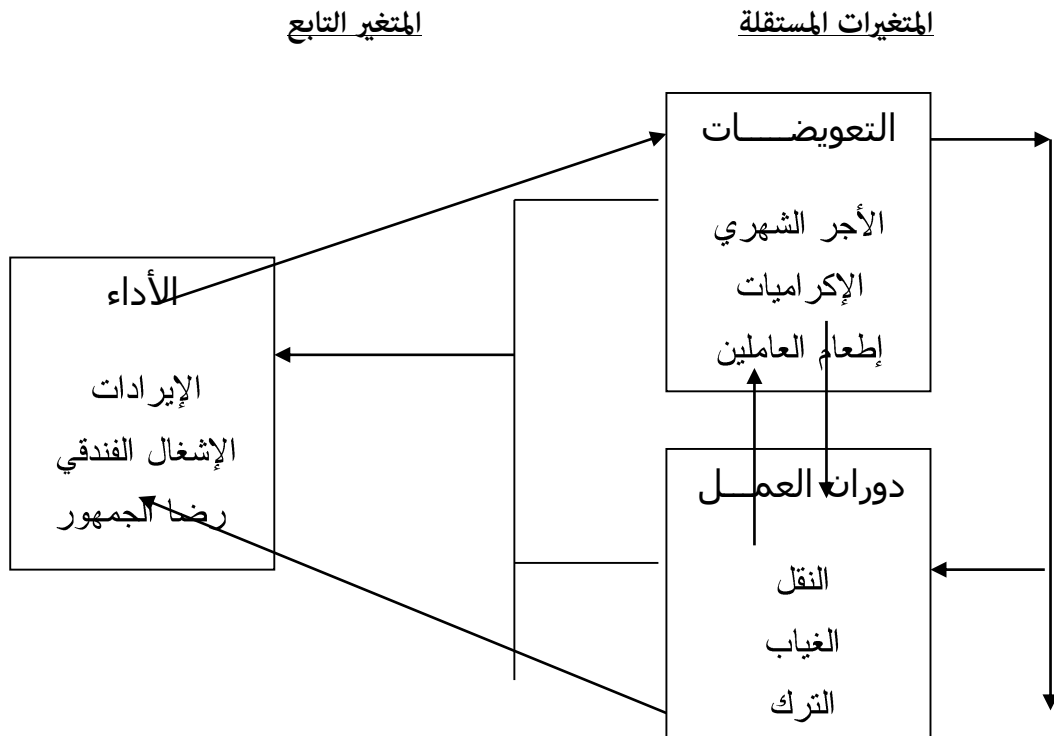 المتغيرات المستقلة
المتغير التابع
التعويضـــــات
الأجر الشهري
الإكراميات
إطعام العاملين
الأداء
الإيرادات
الإشغال الفندقي
رضا الجمهور
دوران العمـــل
النقل
الغياب
الترك